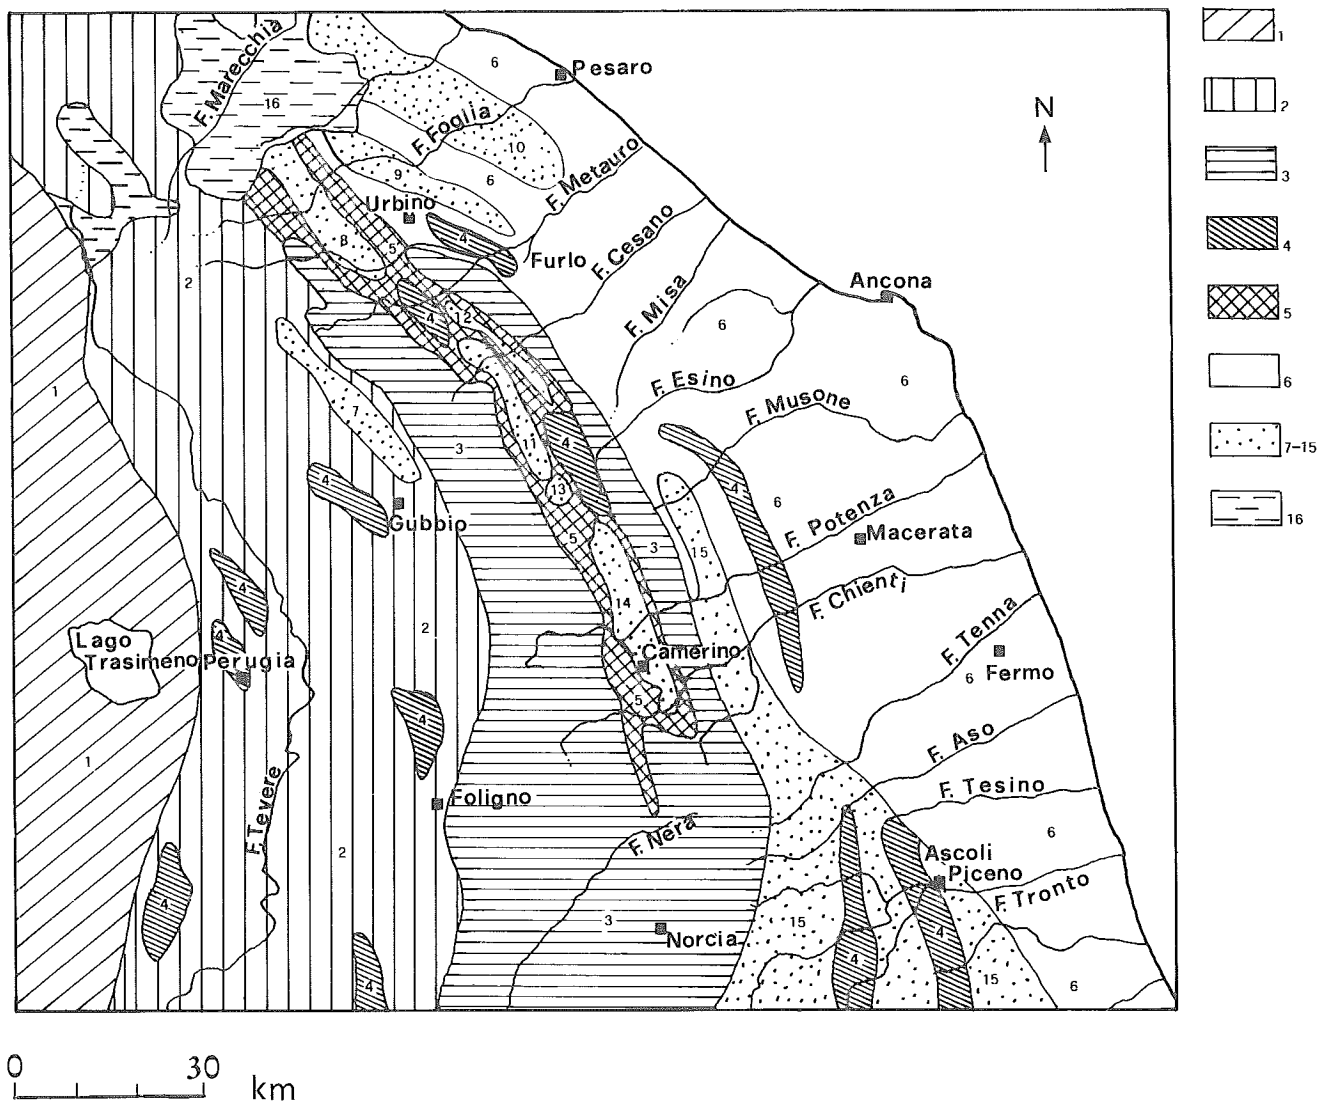 F. Marecchia
16
6
Pesaro
F. Foglia
10
N
F. Metauro
9
6
Urbino
4
8
5
Furlo
F. Cesano
2
Ancona
F. Misa
4
12
6
1
F. Esino
6
7
F. Musone
11
4
3
4
4
13
6
Gubbio
F. Potenza
Macerata
5
3
15
4
14
F. Chienti
2
4
Lago
Trasimeno
Perugia
Camerino
F. Tenna
Fermo
6
5
4
1
F. Aso
F. Tesino
Foligno
F. Tevere
F. Nera
6
2
Ascoli
Piceno
F. Tronto
4
3
15
Norcia
4
4
4
15
6
1
2
3
4
5
6
7-15
16
0 30
km